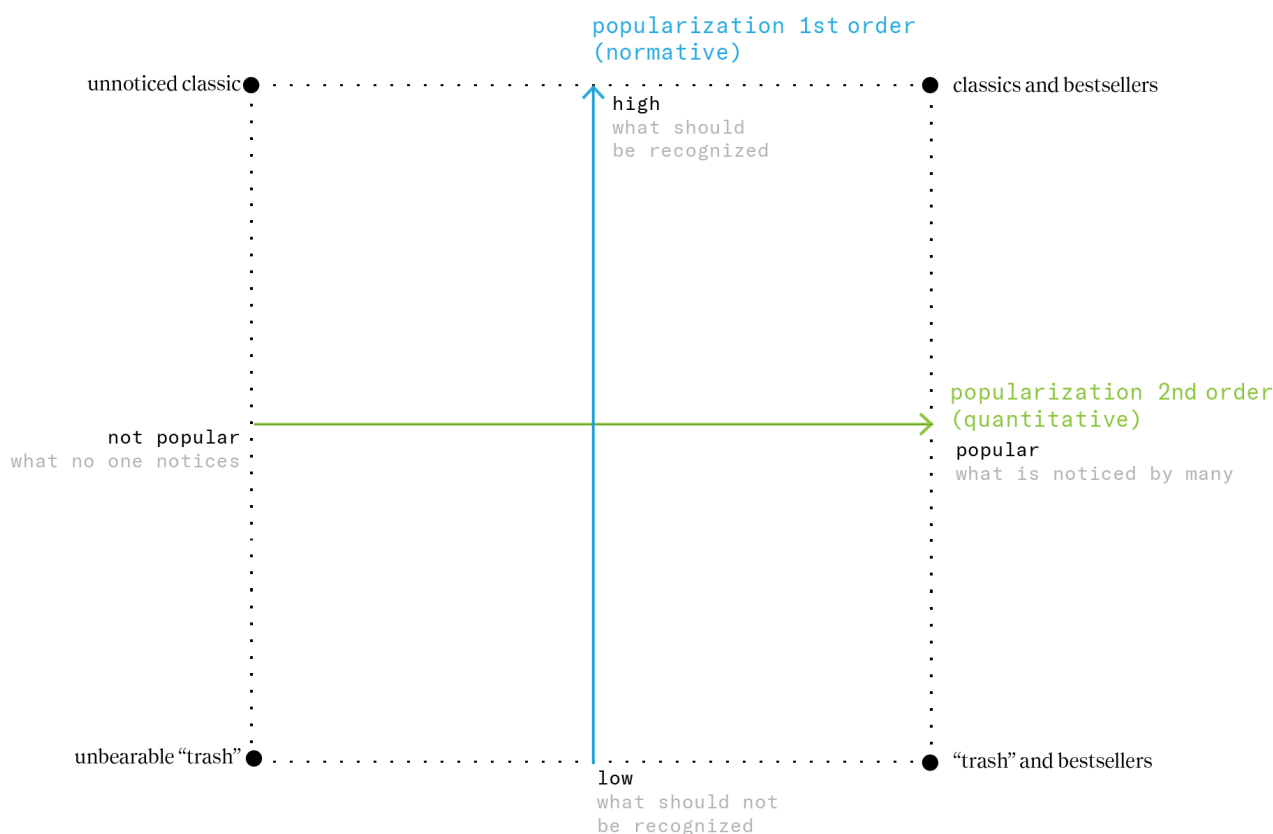 popularization 1st order
(normative)
unnoticed classic
classics and bestsellers
high
what should
be recognized
popularization 2nd order
(quantitative)
not popular
what no one notices
popular
what is noticed by many
unbearable “trash”
“trash” and bestsellers
low
what should not
be recognized